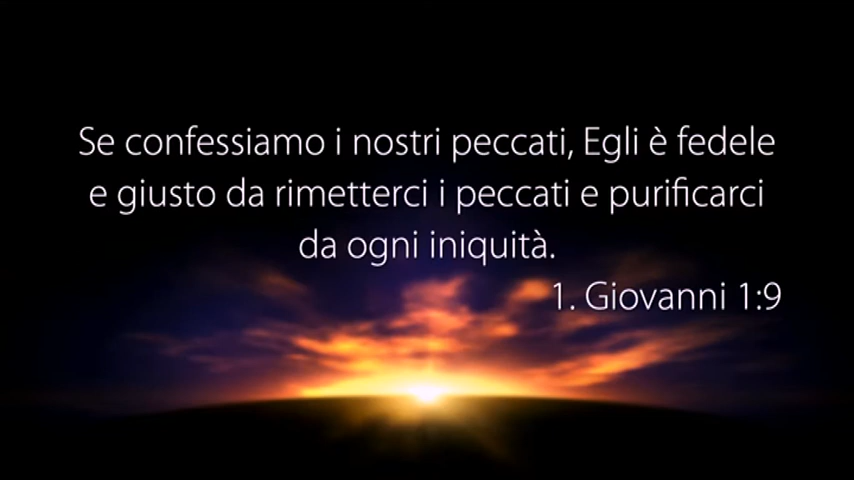 Se confessiamo i nostri peccati, Egli è fedele
e giusto da rimetterci i peccati e purificarci
da ogni iniquità.
1. Giovanni 1:9